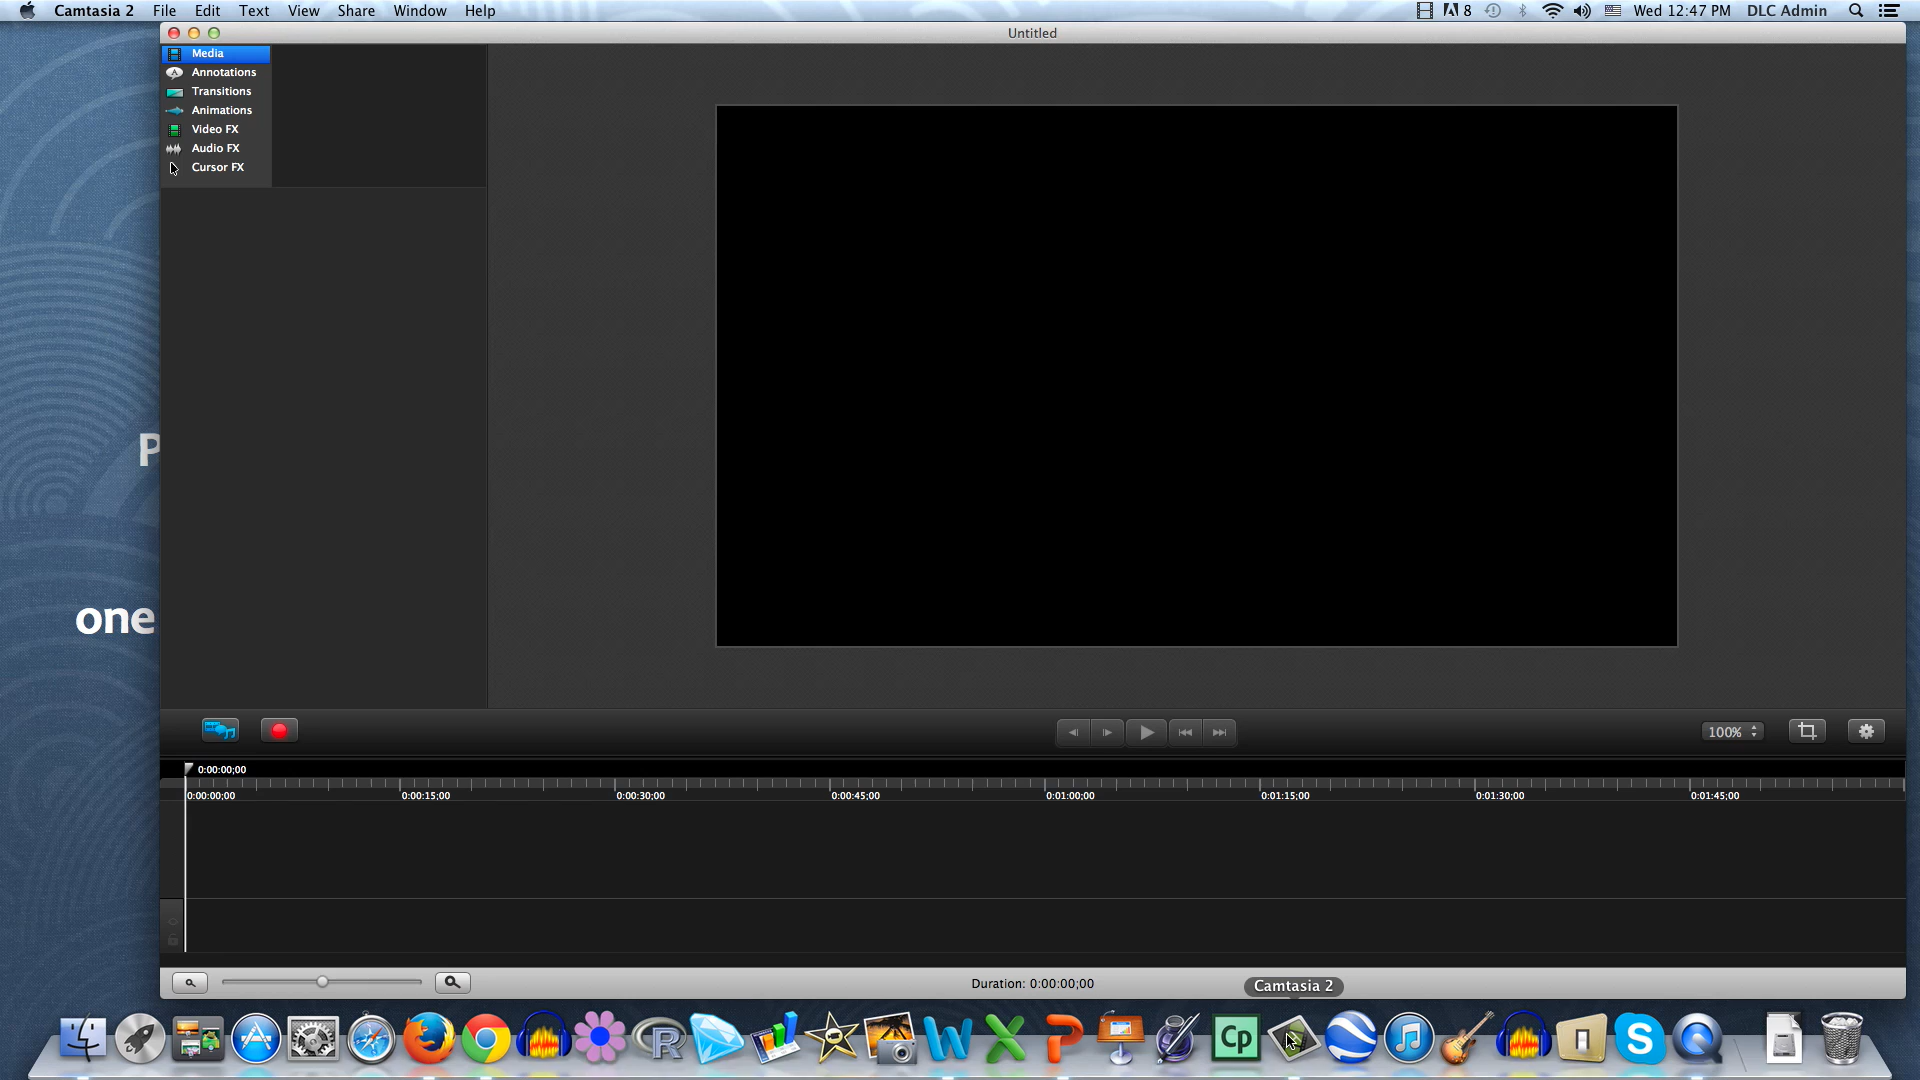 Camtasia 2 File Edit Text View Share Window Help 8 Wed 12:47 PM DLC Admin
Untitled
Media
Annotations
Transitions
Animations
Video FX
Audio FX
Cursor FX
P
one
100%
0:00:00;00
0:00:00;00 0:00:15;00 0:00:30;00 0:00:45;00 0:01:00;00 0:01:15;00 0:01:30;00 0:01:45;00
Duration: 0:00:00;00
Camtasia 2
R W X P Cp S